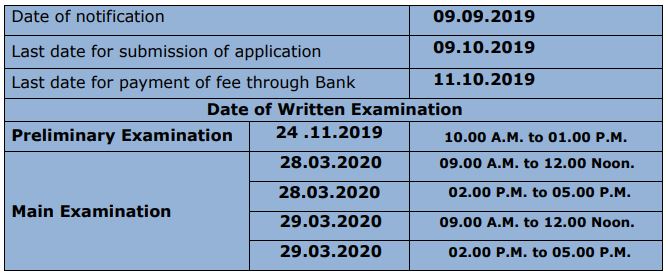 Date of notification 09.09.2019
Last date for submission of application 09.10.2019
Last date for payment of fee through Bank 11.10.2019
Date of Written Examination
Preliminary Examination 24 .11.2019 10.00 A.M. to 01.00 P.M.
Main Examination 28.03.2020 09.00 A.M. to 12.00 Noon.
28.03.2020 02.00 P.M. to 05.00 P.M.
29.03.2020 09.00 A.M. to 12.00 Noon.
29.03.2020 02.00 P.M. to 05.00 P.M.